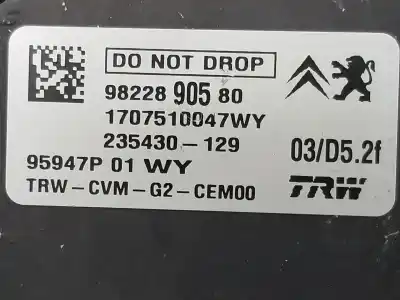 DO NOT DROP
98228 905 80
1707510047WY
235430-129
03/D5.2f
95947P 01 WY
TRW-CVM-G2-CEM00
TRW